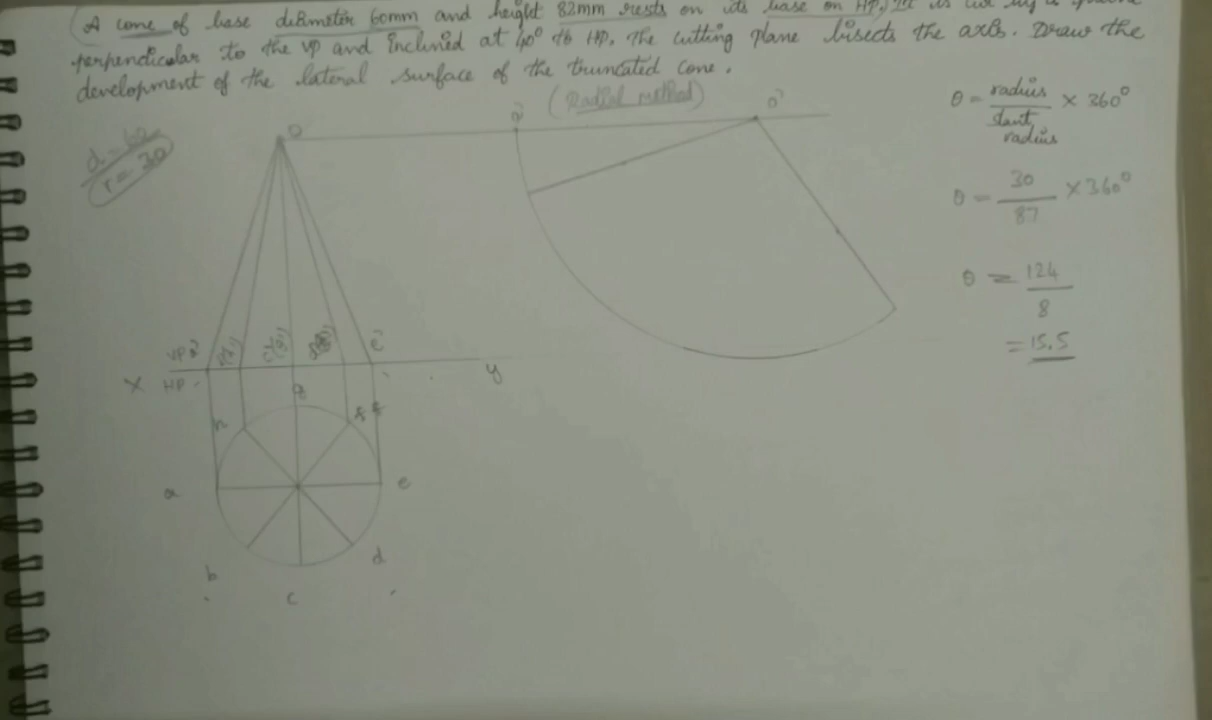 A cone of base diameter 60mm and height 82mm rests on its base on HP,
perpendicular to the VP and Inclined at 40° to HP. The cutting plane bisects the axis. Draw the
development of the lateral surface of the truncated cone.
(Radial method)
d = 60
r = 30
θ = radius / slant radius × 360°
θ = 30 / 87 × 360°
θ = 124 / 8
= 15.5
o
o'
VP a'
e'
X HP
y
g
h
f
a
e
b
d
c